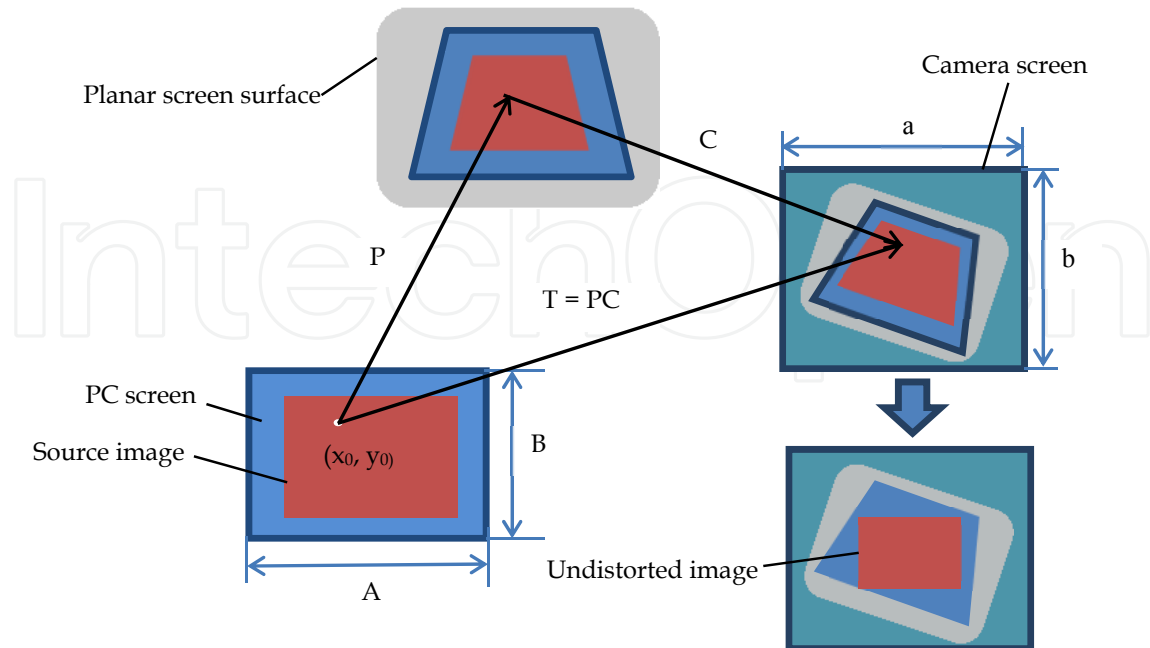 Planar screen surface
Camera screen
a
C
P
b
T = PC
PC screen
Source image
(x₀, y₀)
B
A
Undistorted image
IntechOpen